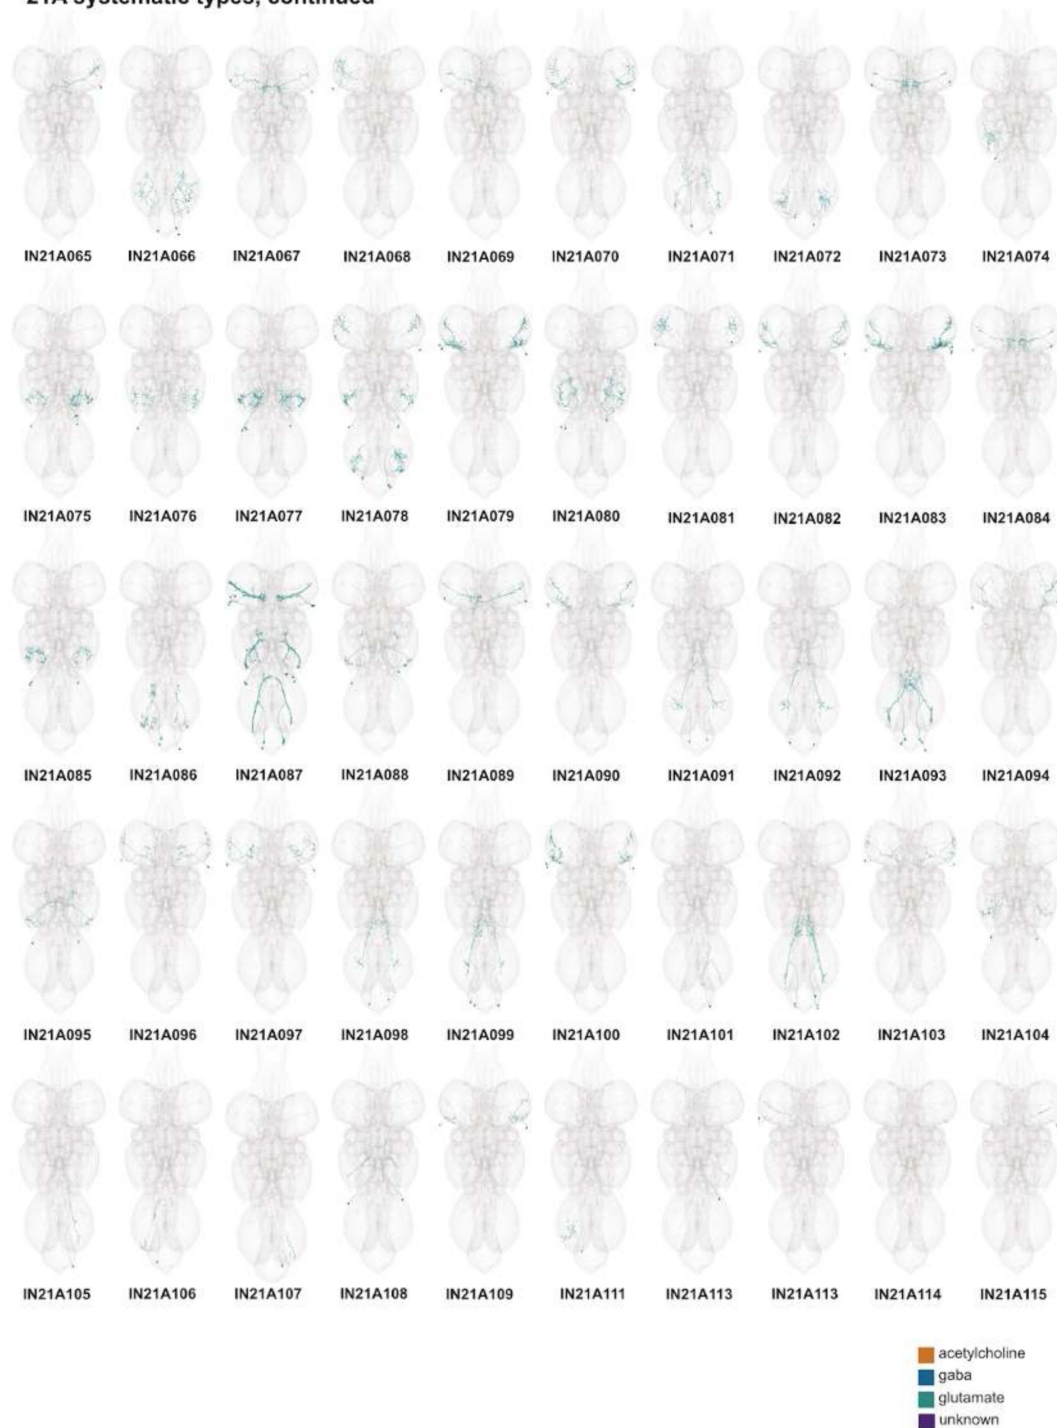 21A systematic types, continued
IN21A065 IN21A066 IN21A067 IN21A068 IN21A069 IN21A070 IN21A071 IN21A072 IN21A073 IN21A074
IN21A075 IN21A076 IN21A077 IN21A078 IN21A079 IN21A080 IN21A081 IN21A082 IN21A083 IN21A084
IN21A085 IN21A086 IN21A087 IN21A088 IN21A089 IN21A090 IN21A091 IN21A092 IN21A093 IN21A094
IN21A095 IN21A096 IN21A097 IN21A098 IN21A099 IN21A100 IN21A101 IN21A102 IN21A103 IN21A104
IN21A105 IN21A106 IN21A107 IN21A108 IN21A109 IN21A111 IN21A113 IN21A113 IN21A114 IN21A115
acetylcholine
gaba
glutamate
unknown